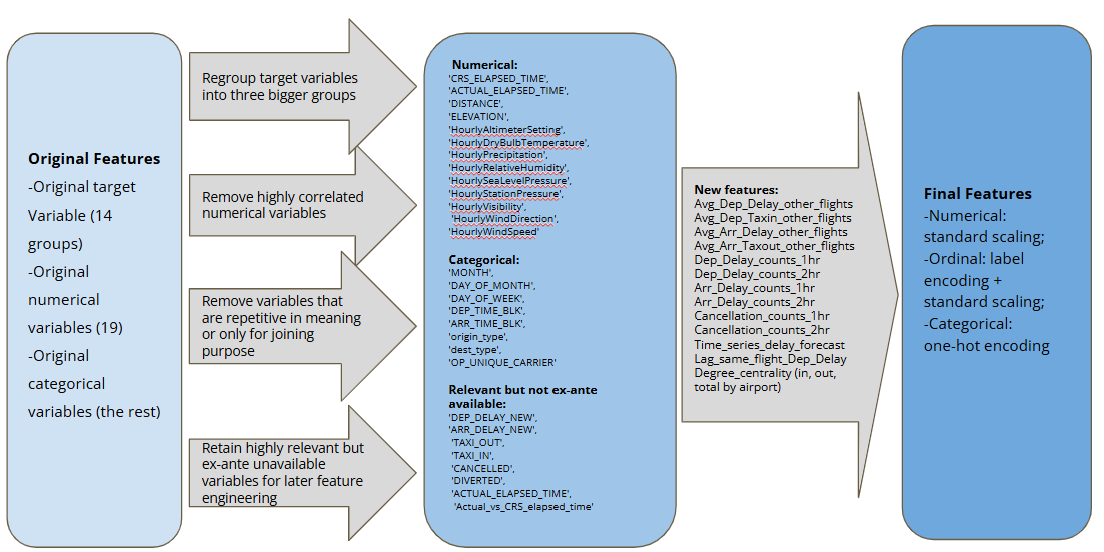 Original Features
-Original target
Variable (14
groups)
-Original
numerical
variables (19)
-Original
categorical
variables (the rest)
Regroup target variables
into three bigger groups
Remove highly correlated
numerical variables
Remove variables that
are repetitive in meaning
or only for joining
purpose
Retain highly relevant but
ex-ante unavailable
variables for later feature
engineering
Numerical:
'CRS_ELAPSED_TIME',
'ACTUAL_ELAPSED_TIME',
'DISTANCE',
'ELEVATION',
'HourlyAltimeterSetting',
'HourlyDryBulbTemperature',
'HourlyPrecipitation',
'HourlyRelativeHumidity',
'HourlySeaLevelPressure',
'HourlyStationPressure',
'HourlyVisibility',
'HourlyWindDirection',
'HourlyWindSpeed'
Categorical:
'MONTH',
'DAY_OF_MONTH',
'DAY_OF_WEEK',
'DEP_TIME_BLK',
'ARR_TIME_BLK',
'origin_type',
'dest_type',
'OP_UNIQUE_CARRIER'
Relevant but not ex-ante
available:
'DEP_DELAY_NEW',
'ARR_DELAY_NEW',
'TAXI_OUT',
'TAXI_IN',
'CANCELLED',
'DIVERTED',
'ACTUAL_ELAPSED_TIME',
'Actual_vs_CRS_elapsed_time'
New features:
Avg_Dep_Delay_other_flights
Avg_Dep_Taxin_other_flights
Avg_Arr_Delay_other_flights
Avg_Arr_Taxout_other_flights
Dep_Delay_counts_1hr
Dep_Delay_counts_2hr
Arr_Delay_counts_1hr
Arr_Delay_counts_2hr
Cancellation_counts_1hr
Cancellation_counts_2hr
Time_series_delay_forecast
Lag_same_flight_Dep_Delay
Degree_centrality (in, out,
total by airport)
Final Features
-Numerical:
standard scaling;
-Ordinal: label
encoding +
standard scaling;
-Categorical:
one-hot encoding